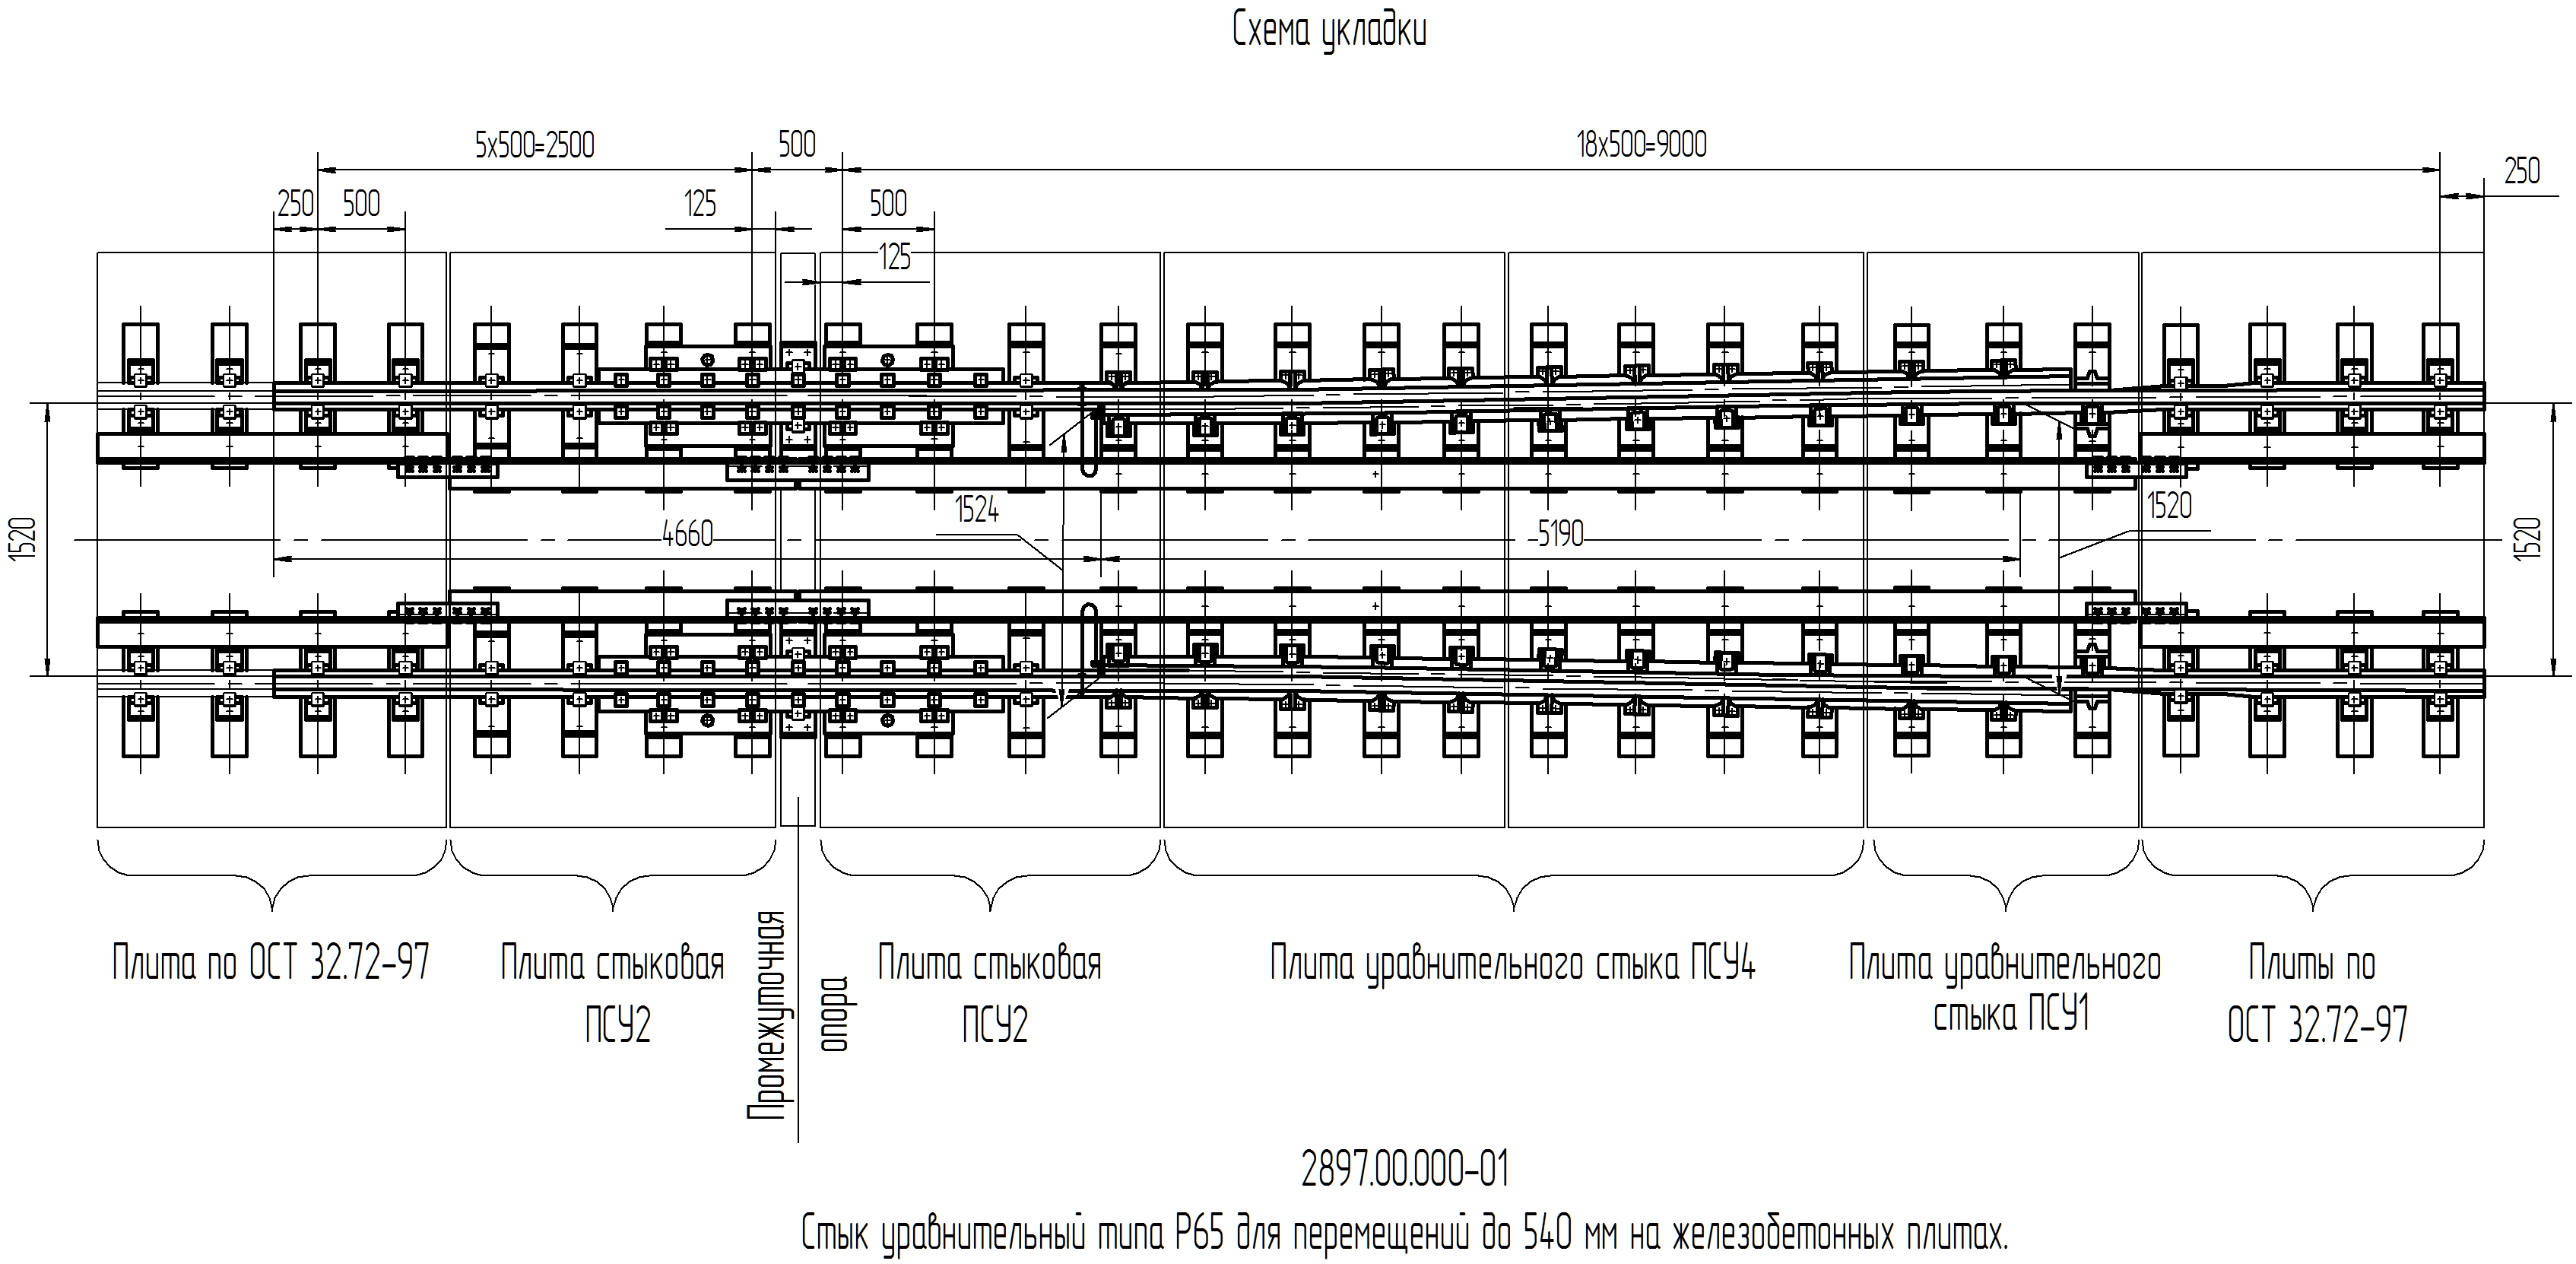 Схема укладки
5х500=2500
500
18х500=9000
250
250
500
125
500
125
1520
4660
1524
5190
1520
1520
Плита по ОСТ 32.72-97
Плита стыковая
ПСУ2
Промежуточная
опора
Плита стыковая
ПСУ2
Плита уравнительного стыка ПСУ4
Плита уравнительного
стыка ПСУ1
Плиты по
ОСТ 32.72-97
2897.00.000-01
Стык уравнительный типа Р65 для перемещений до 540 мм на железобетонных плитах.